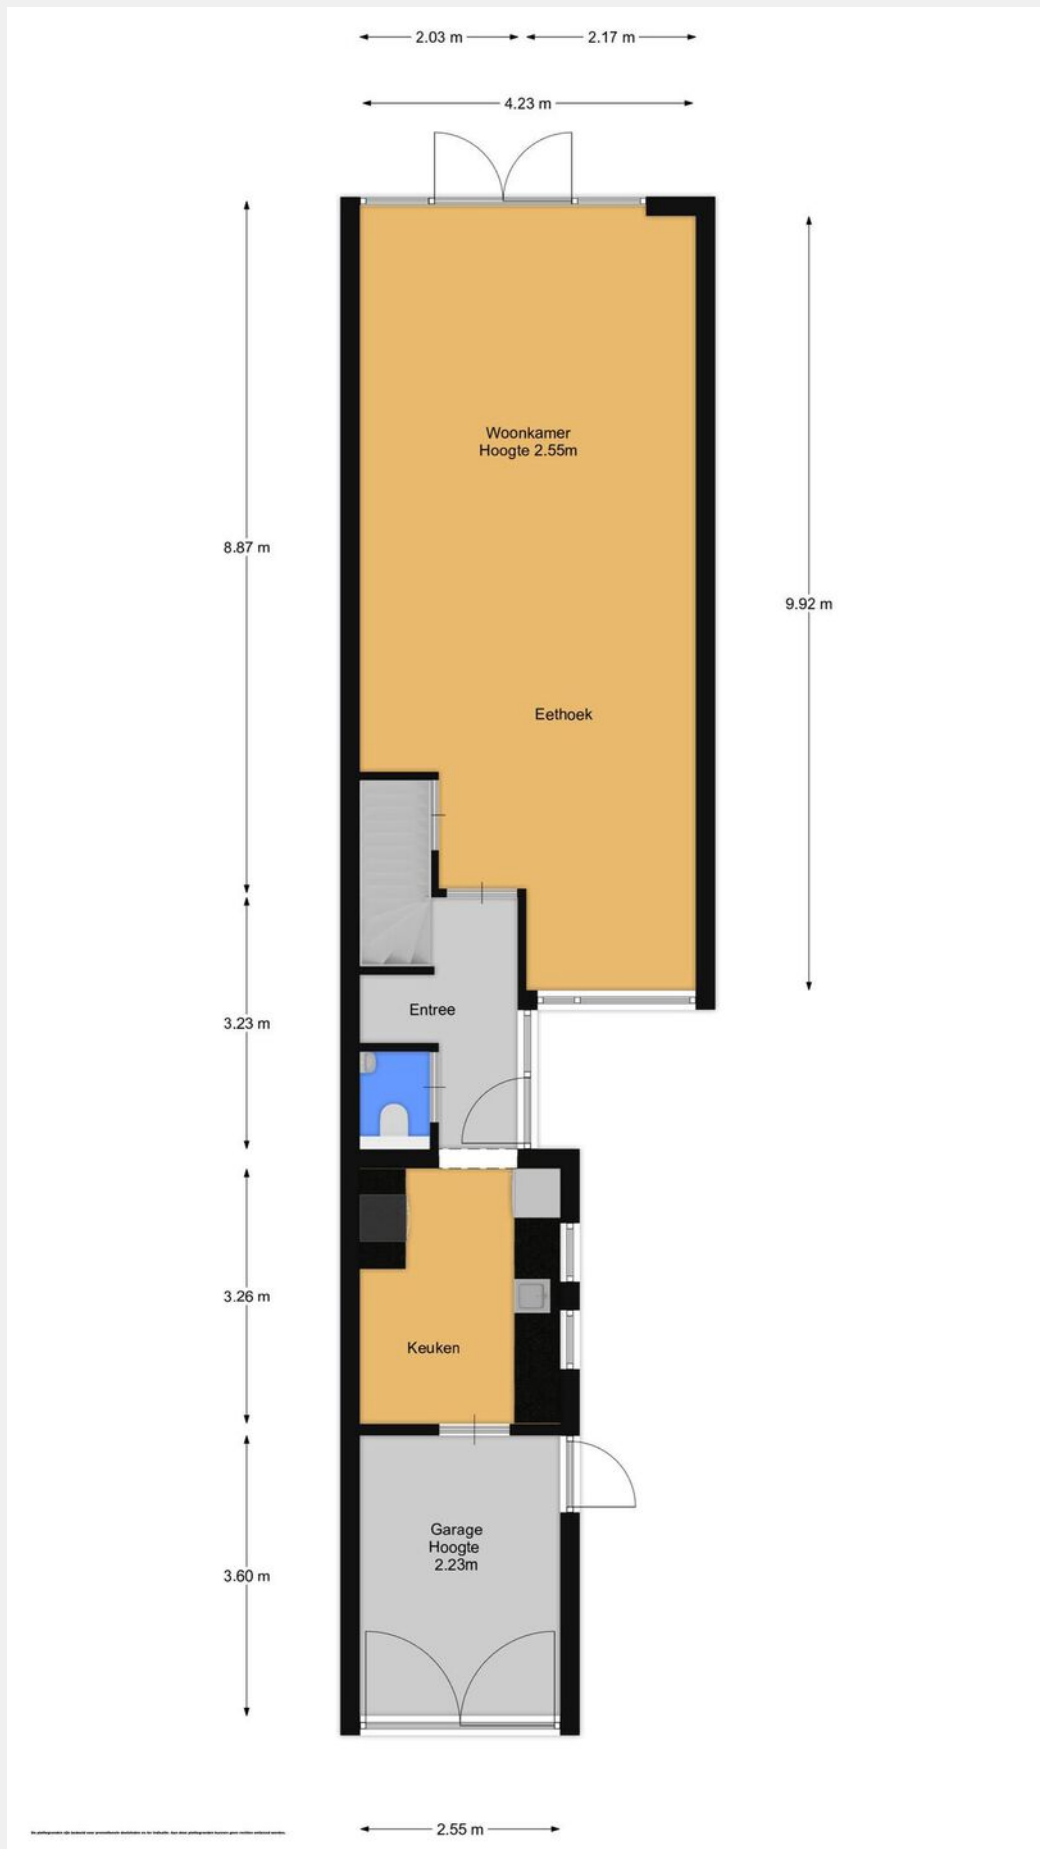 2.03 m
2.17 m
4.23 m
Woonkamer
Hoogte 2.55m
8.87 m
9.92 m
Eethoek
Entree
3.23 m
3.26 m
Keuken
Garage
Hoogte
2.23m
3.60 m
2.55 m